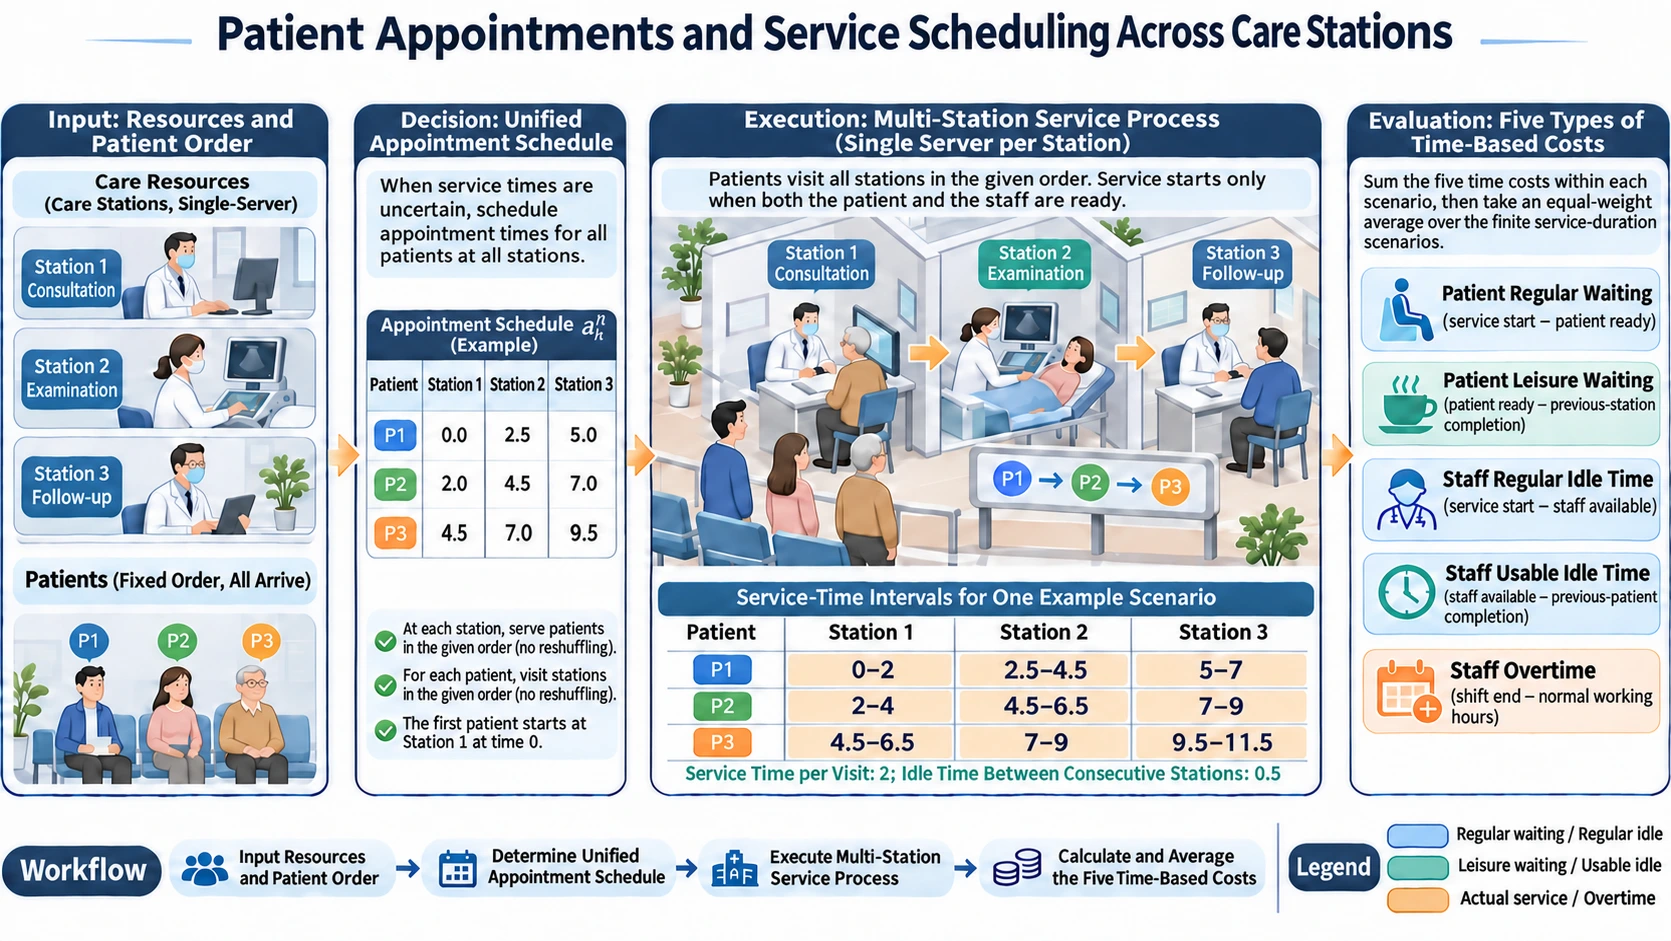 Patient Appointments and Service Scheduling Across Care Stations
Input: Resources and
Patient Order
Care Resources
(Care Stations, Single-Server)
Station 1
Consultation
Station 2
Examination
Station 3
Follow-up
Patients (Fixed Order, All Arrive)
P1 P2 P3
Decision: Unified
Appointment Schedule
When service times are
uncertain, schedule
appointment times for all
patients at all stations.
Appointment Schedule a_h^n
(Example)
Patient Station 1 Station 2 Station 3
P1 0.0 2.5 5.0
P2 2.0 4.5 7.0
P3 4.5 7.0 9.5
At each station, serve patients
in the given order (no reshuffling).
For each patient, visit stations
in the given order (no reshuffling).
The first patient starts at
Station 1 at time 0.
Execution: Multi-Station Service Process
(Single Server per Station)
Patients visit all stations in the given order. Service starts only
when both the patient and the staff are ready.
Station 1
Consultation
Station 2
Examination
Station 3
Follow-up
P1 → P2 → P3
Service-Time Intervals for One Example Scenario
Patient Station 1 Station 2 Station 3
P1 0–2 2.5–4.5 5–7
P2 2–4 4.5–6.5 7–9
P3 4.5–6.5 7–9 9.5–11.5
Service Time per Visit: 2; Idle Time Between Consecutive Stations: 0.5
Evaluation: Five Types of
Time-Based Costs
Sum the five time costs within each
scenario, then take an equal-weight
average over the finite service-duration
scenarios.
Patient Regular Waiting
(service start – patient ready)
Patient Leisure Waiting
(patient ready – previous-station
completion)
Staff Regular Idle Time
(service start – staff available)
Staff Usable Idle Time
(staff available – previous-patient
completion)
Staff Overtime
(shift end – normal working
hours)
Workflow
Input Resources
and Patient Order
Determine Unified
Appointment Schedule
Execute Multi-Station
Service Process
Calculate and Average
the Five Time-Based Costs
Legend
Regular waiting / Regular idle
Leisure waiting / Usable idle
Actual service / Overtime